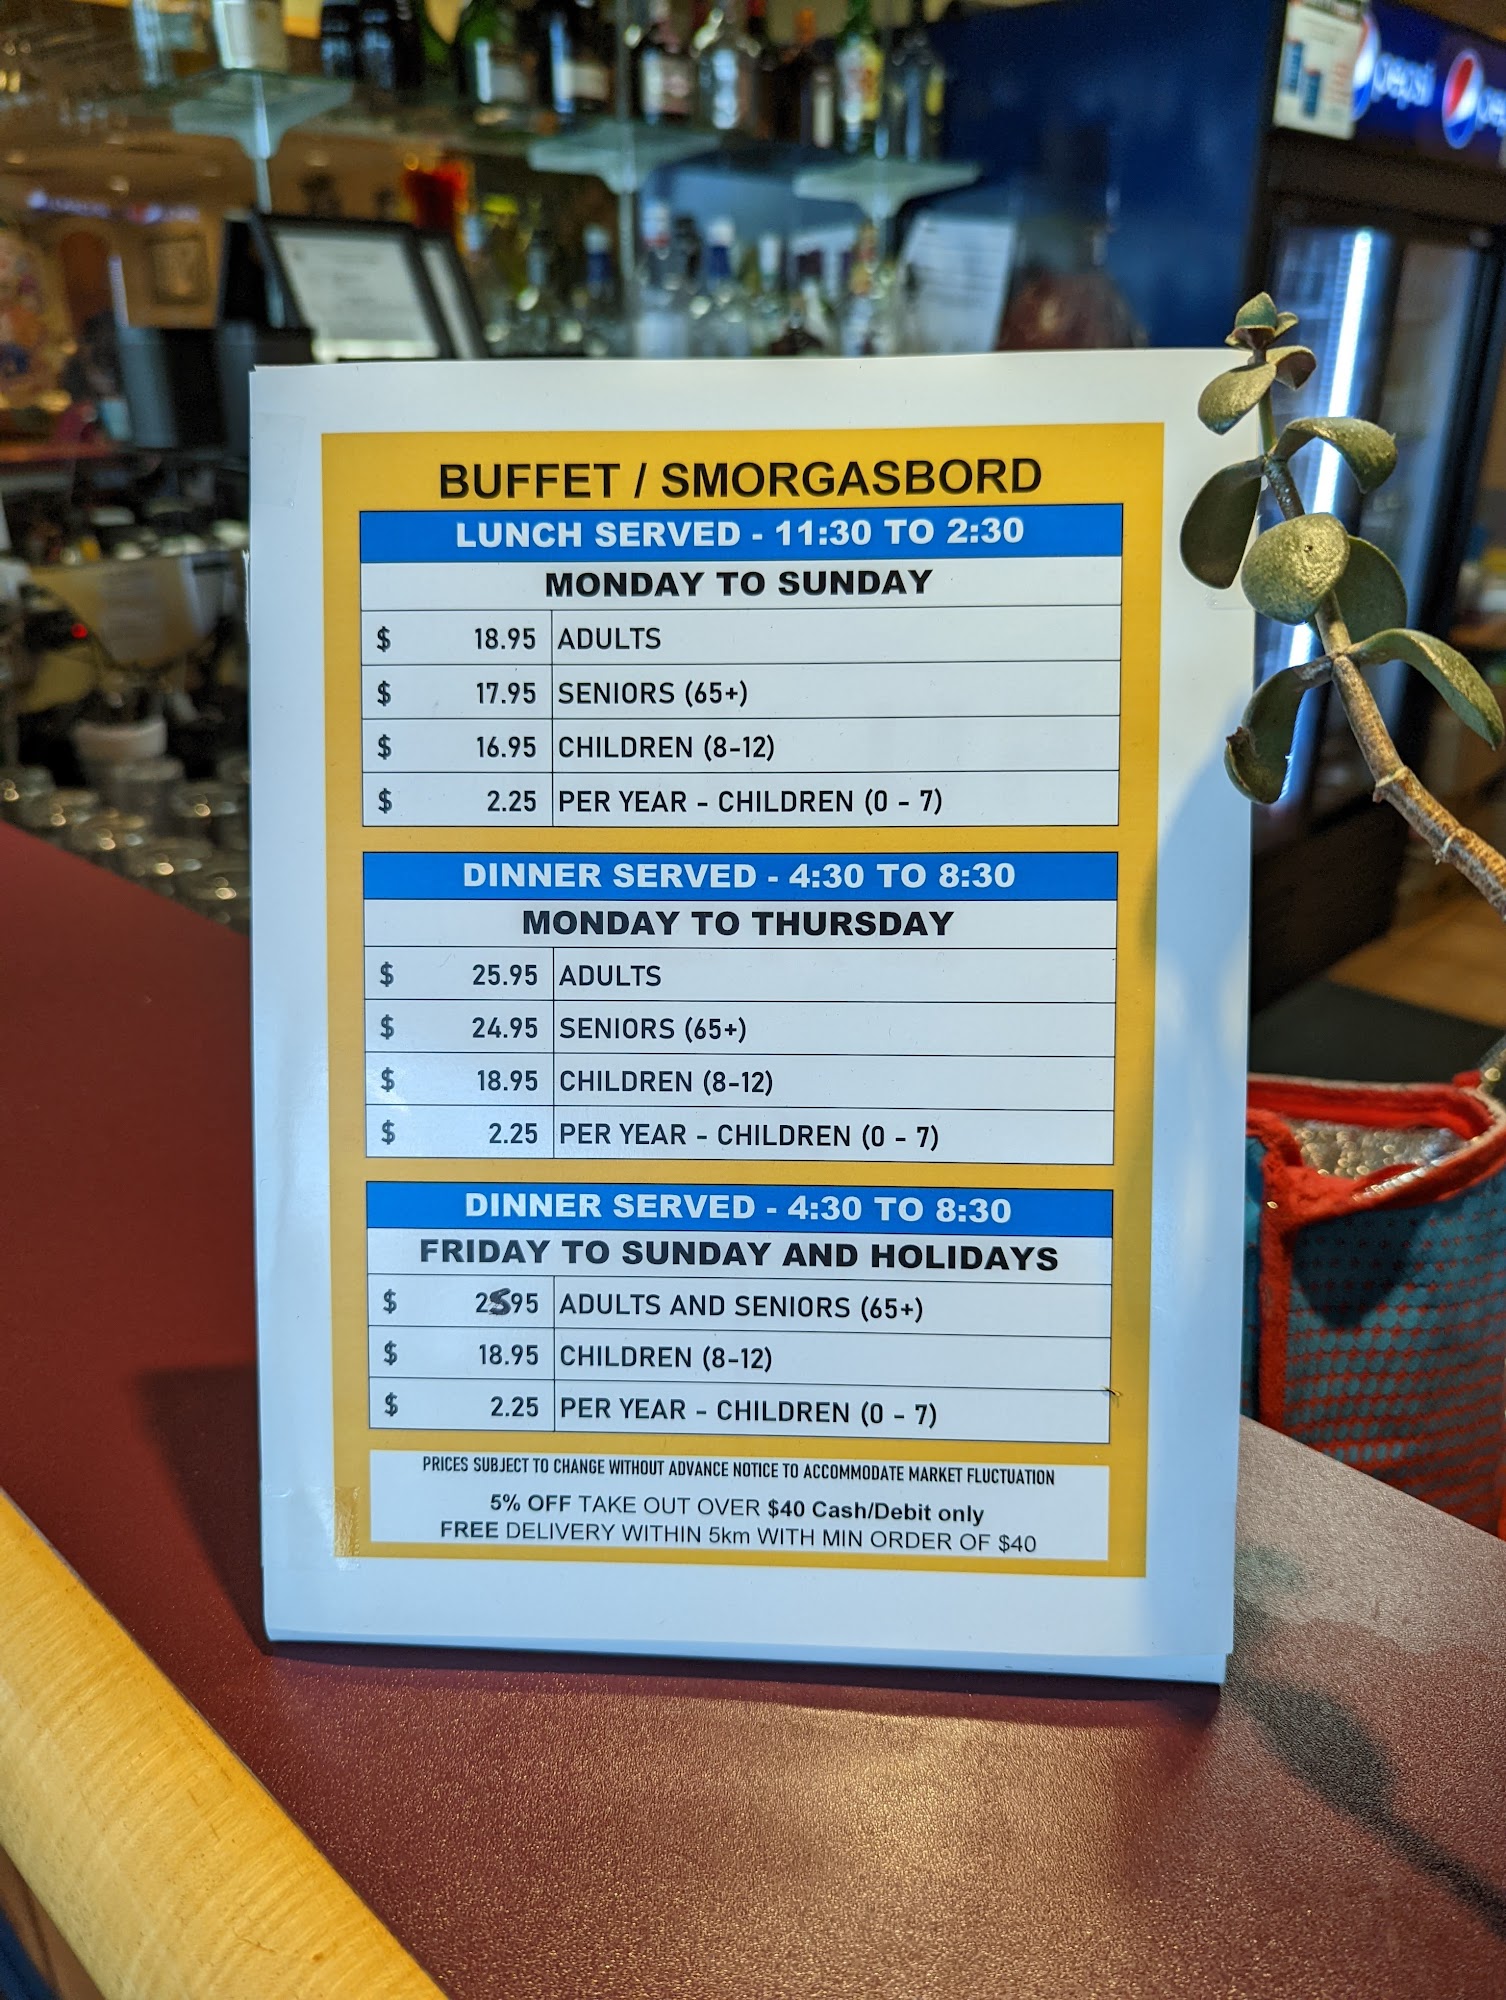 pepsi
BUFFET / SMORGASBORD
LUNCH SERVED - 11:30 TO 2:30
MONDAY TO SUNDAY
$ 18.95 ADULTS
$ 17.95 SENIORS (65+)
$ 16.95 CHILDREN (8-12)
$ 2.25 PER YEAR - CHILDREN (0 - 7)
DINNER SERVED - 4:30 TO 8:30
MONDAY TO THURSDAY
$ 25.95 ADULTS
$ 24.95 SENIORS (65+)
$ 18.95 CHILDREN (8-12)
$ 2.25 PER YEAR - CHILDREN (0 - 7)
DINNER SERVED - 4:30 TO 8:30
FRIDAY TO SUNDAY AND HOLIDAYS
$ 2595 ADULTS AND SENIORS (65+)
$ 18.95 CHILDREN (8-12)
$ 2.25 PER YEAR - CHILDREN (0 - 7)
PRICES SUBJECT TO CHANGE WITHOUT ADVANCE NOTICE TO ACCOMMODATE MARKET FLUCTUATION
5% OFF TAKE OUT OVER $40 Cash/Debit only
FREE DELIVERY WITHIN 5km WITH MIN ORDER OF $40